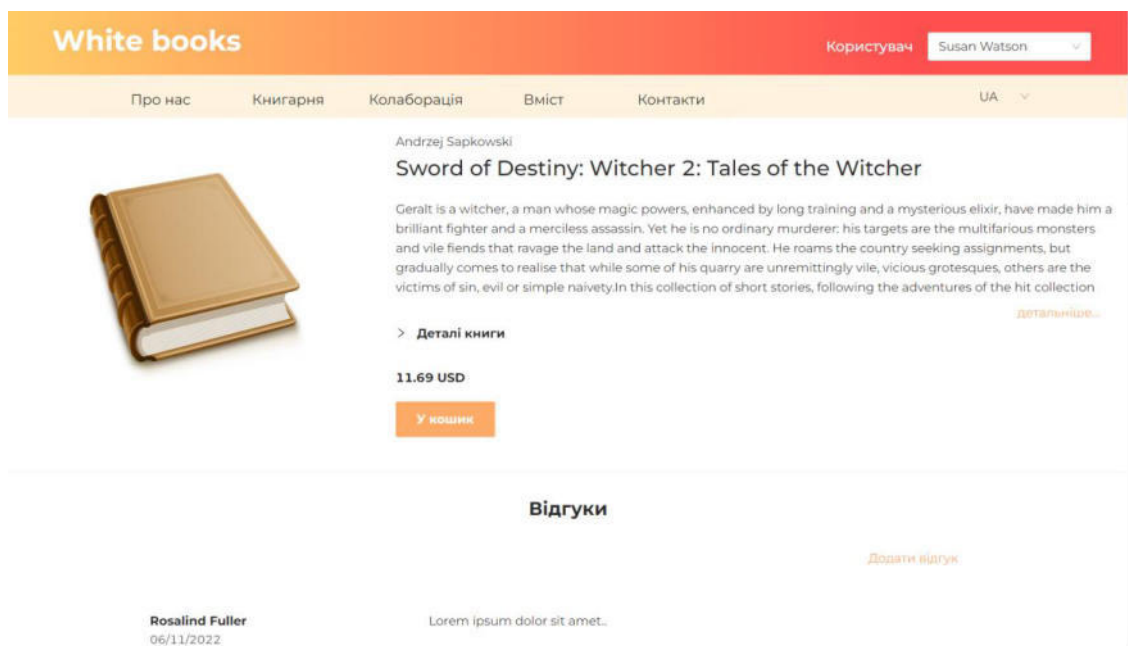 White books
Користувач Susan Watson
Про нас Книгарня Колаборація Вміст Контакти UA
Andrzej Sapkowski
Sword of Destiny: Witcher 2: Tales of the Witcher
Geralt is a witcher, a man whose magic powers, enhanced by long training and a mysterious elixir, have made him a
brilliant fighter and a merciless assassin. Yet he is no ordinary murderer: his targets are the multifarious monsters
and vile fiends that ravage the land and attack the innocent. He roams the country seeking assignments, but
gradually comes to realise that while some of his quarry are unremittingly vile, vicious grotesques, others are the
victims of sin, evil or simple naivety.In this collection of short stories, following the adventures of the hit collection
детальніше...
Деталі книги
11.69 USD
У кошик
Відгуки
Додати відгук
Rosalind Fuller Lorem ipsum dolor sit amet..
06/11/2022